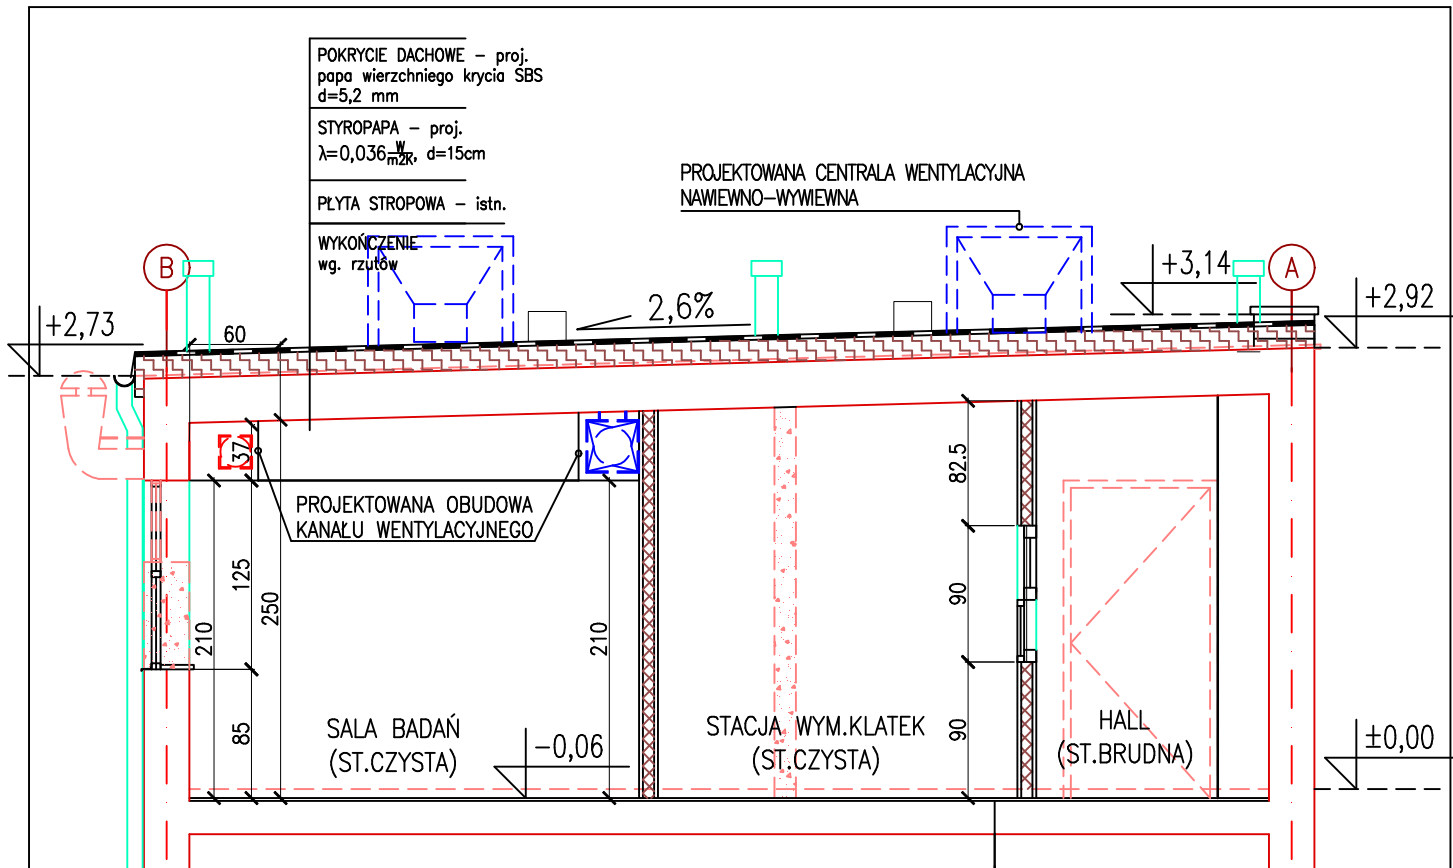 POKRYCIE DACHOWE – proj.
papa wierzchniego krycia SBS
d=5,2 mm
STYROPAPA – proj.
λ=0,036 W/m2K, d=15cm
PŁYTA STROPOWA – istn.
WYKOŃCZENIE
wg. rzutów
PROJEKTOWANA CENTRALA WENTYLACYJNA
NAWIEWNO–WYWIEWNA
B
A
+3,14
+2,73
+2,92
60
2,6%
37
82.5
PROJEKTOWANA OBUDOWA
KANAŁU WENTYLACYJNEGO
125
250
210
210
90
85
90
SALA BADAŃ
(ST.CZYSTA)
–0,06
STACJA WYM.KLATEK
(ST.CZYSTA)
HALL
(ST.BRUDNA)
±0,00